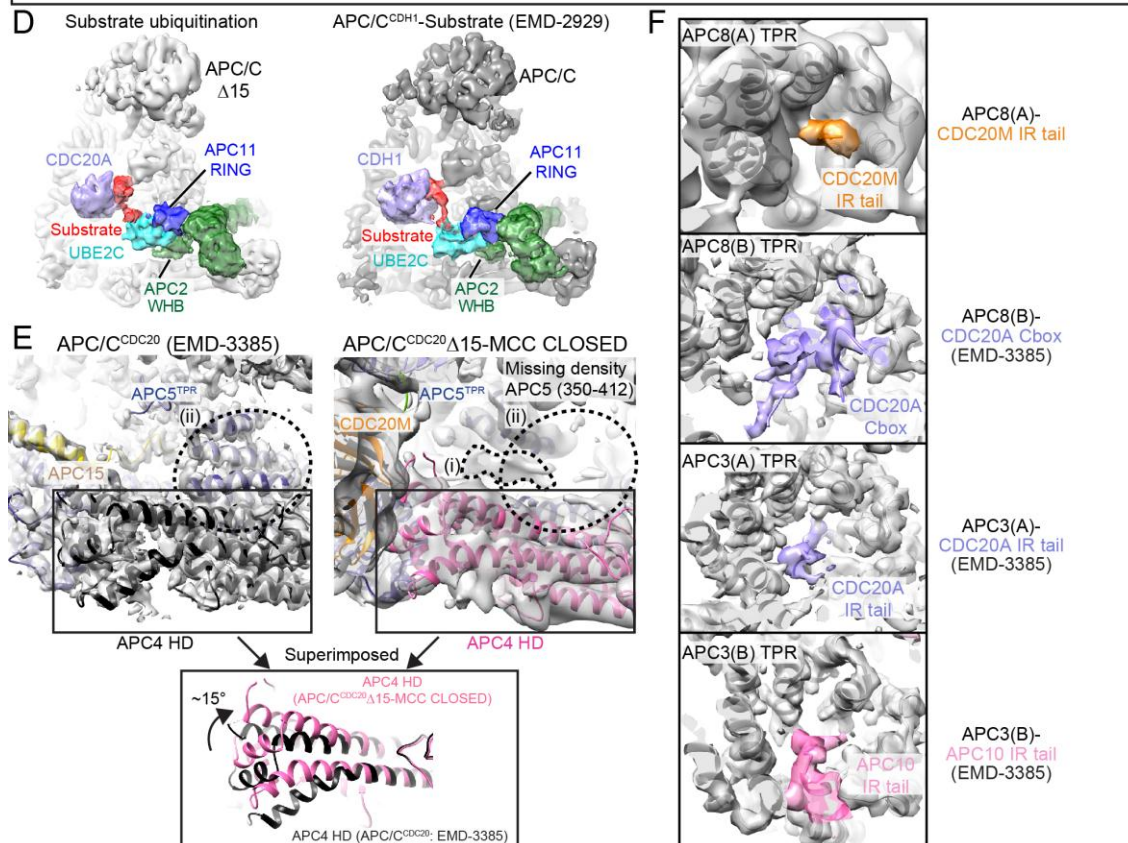 D
Substrate ubiquitination
APC/C
Δ15
CDC20A
APC11
RING
Substrate
UBE2C
APC2
WHB
APC/C^CDH1-Substrate (EMD-2929)
APC/C
CDH1
APC11
RING
Substrate
UBE2C
APC2
WHB
E
APC/C^CDC20 (EMD-3385)
APC5^TPR
(ii)
APC15
APC4 HD
APC/C^CDC20Δ15-MCC CLOSED
Missing density
APC5 (350-412)
APC5^TPR
(ii)
CDC20M
(i)
APC4 HD
Superimposed
~15°
APC4 HD
(APC/C^CDC20Δ15-MCC CLOSED)
APC4 HD (APC/C^CDC20: EMD-3385)
F
APC8(A) TPR
CDC20M
IR tail
APC8(A)-
CDC20M IR tail
APC8(B) TPR
CDC20A
Cbox
APC8(B)-
CDC20A Cbox
(EMD-3385)
APC3(A) TPR
CDC20A
IR tail
APC3(A)-
CDC20A IR tail
(EMD-3385)
APC3(B) TPR
APC10
IR tail
APC3(B)-
APC10 IR tail
(EMD-3385)